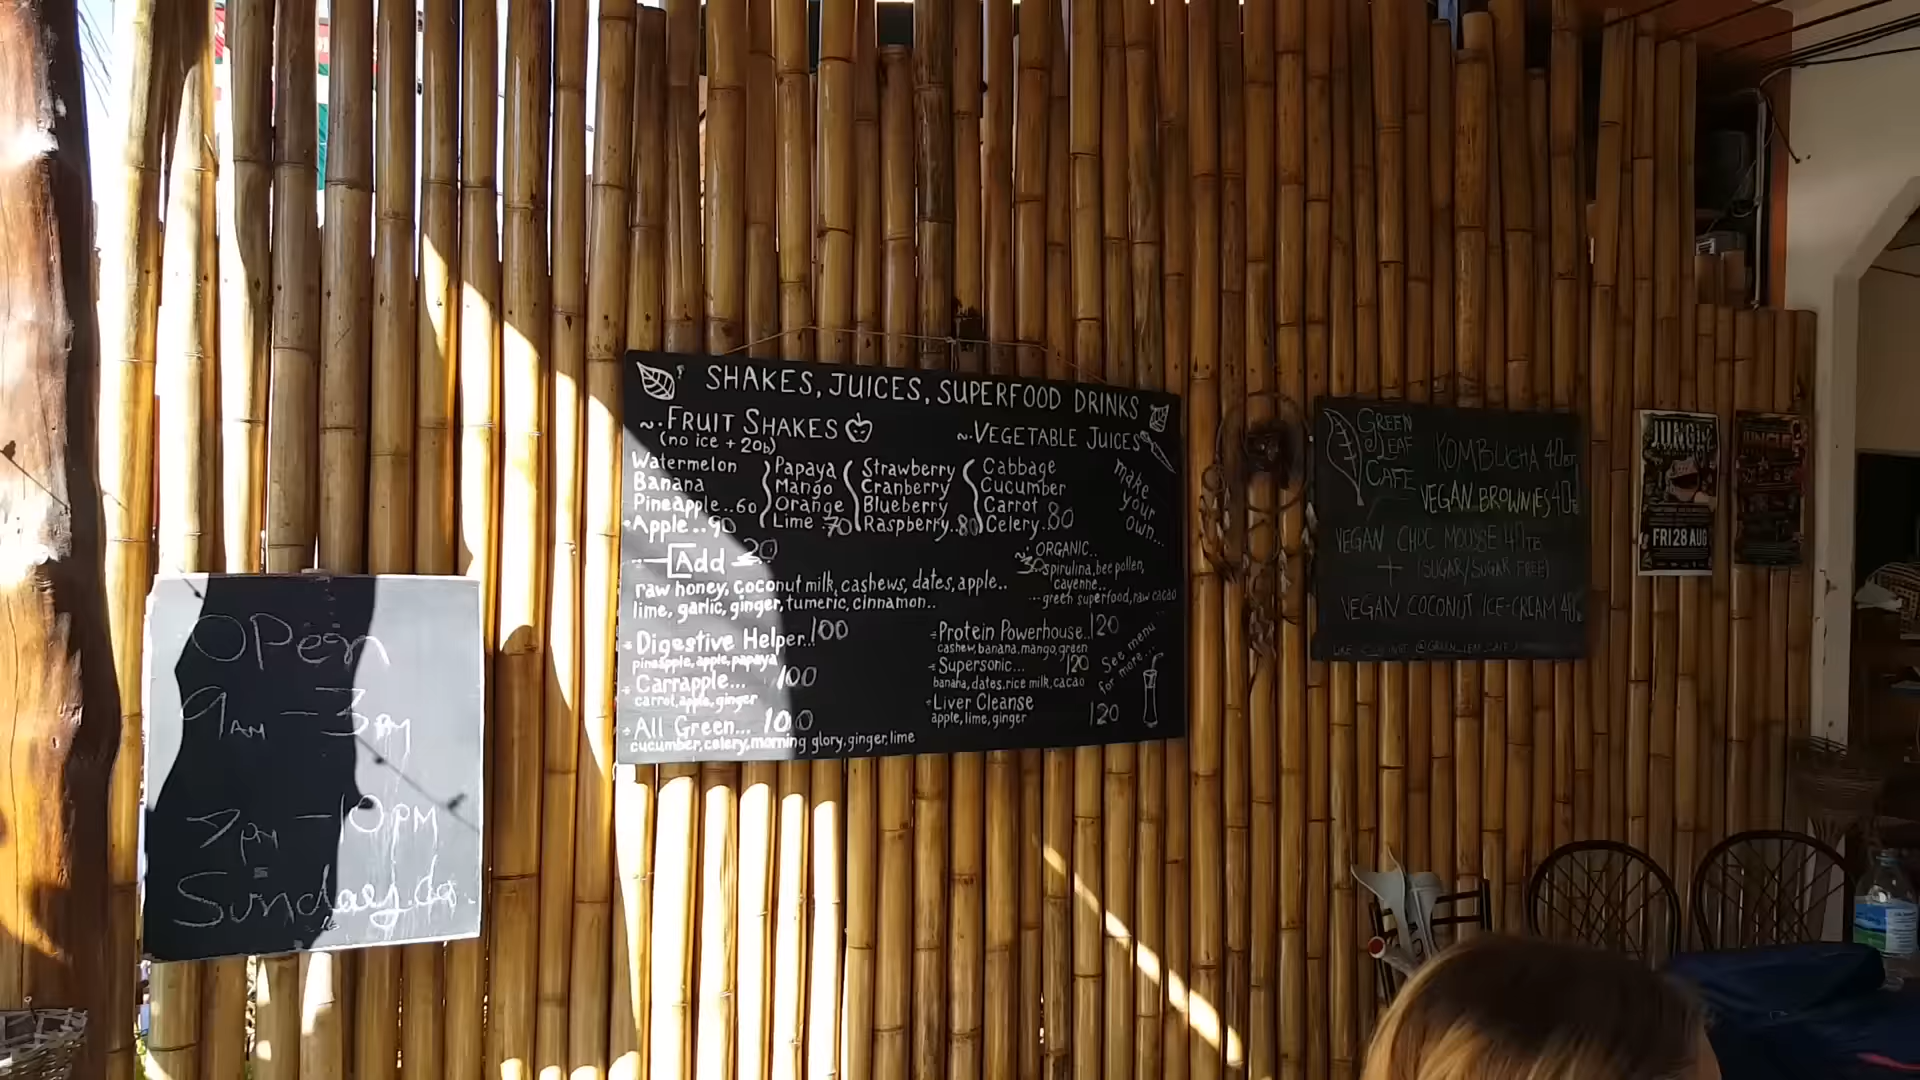 OPen
9AM - 3PM
7PM - 10PM
Sunday
SHAKES, JUICES, SUPERFOOD DRINKS
~·FRUIT SHAKES
(no ice + 20b)
Watermelon
Banana
Pineapple..60
·Apple..90
Papaya
Mango
Orange
Lime 70
Strawberry
Cranberry
Blueberry
Raspberry..80
~·VEGETABLE JUICES
Cabbage
Cucumber
Carrot
Celery.80
make
your
own...
Add 20
raw honey, coconut milk, cashews, dates, apple..
lime, garlic, ginger, tumeric, cinnamon..
ORGANIC..
30 spirulina, bee pollen,
cayenne...
...green superfood, raw cacao
Digestive Helper..100
pineapple, apple, papaya
Carrapple... 100
carrot, apple, ginger
All Green... 100
cucumber, celery, morning glory, ginger, lime
Protein Powerhouse..120
cashew, banana, mango, green
Supersonic... 120
banana, dates, rice milk, cacao
Liver Cleanse
apple, lime, ginger 120
See menu
for more...
GREEN
LEAF
CAFE
KOMBUCHA 40BT
VEGAN BROWNIES 40
VEGAN CHOC MOUSSE 47TB
+ (SUGAR/SUGAR FREE)
VEGAN COCONUT ICE-CREAM 40
@GREEN_LEAF_CAFE
JUNGLE
FRI 28 AUG
JUNGLE